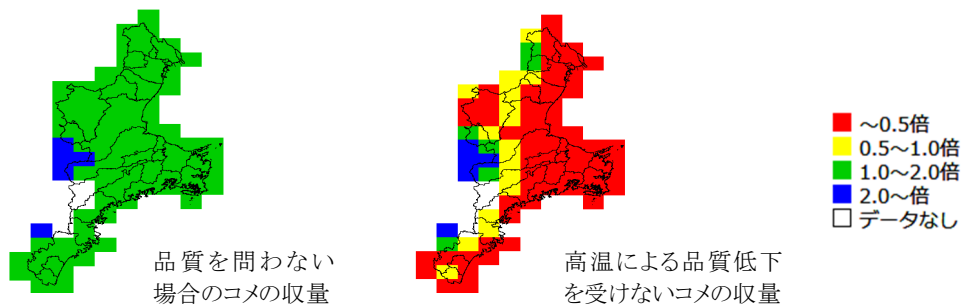 品質を問わない
場合のコメの収量
高温による品質低下
を受けないコメの収量
～0.5倍
0.5～1.0倍
1.0～2.0倍
2.0～倍
データなし